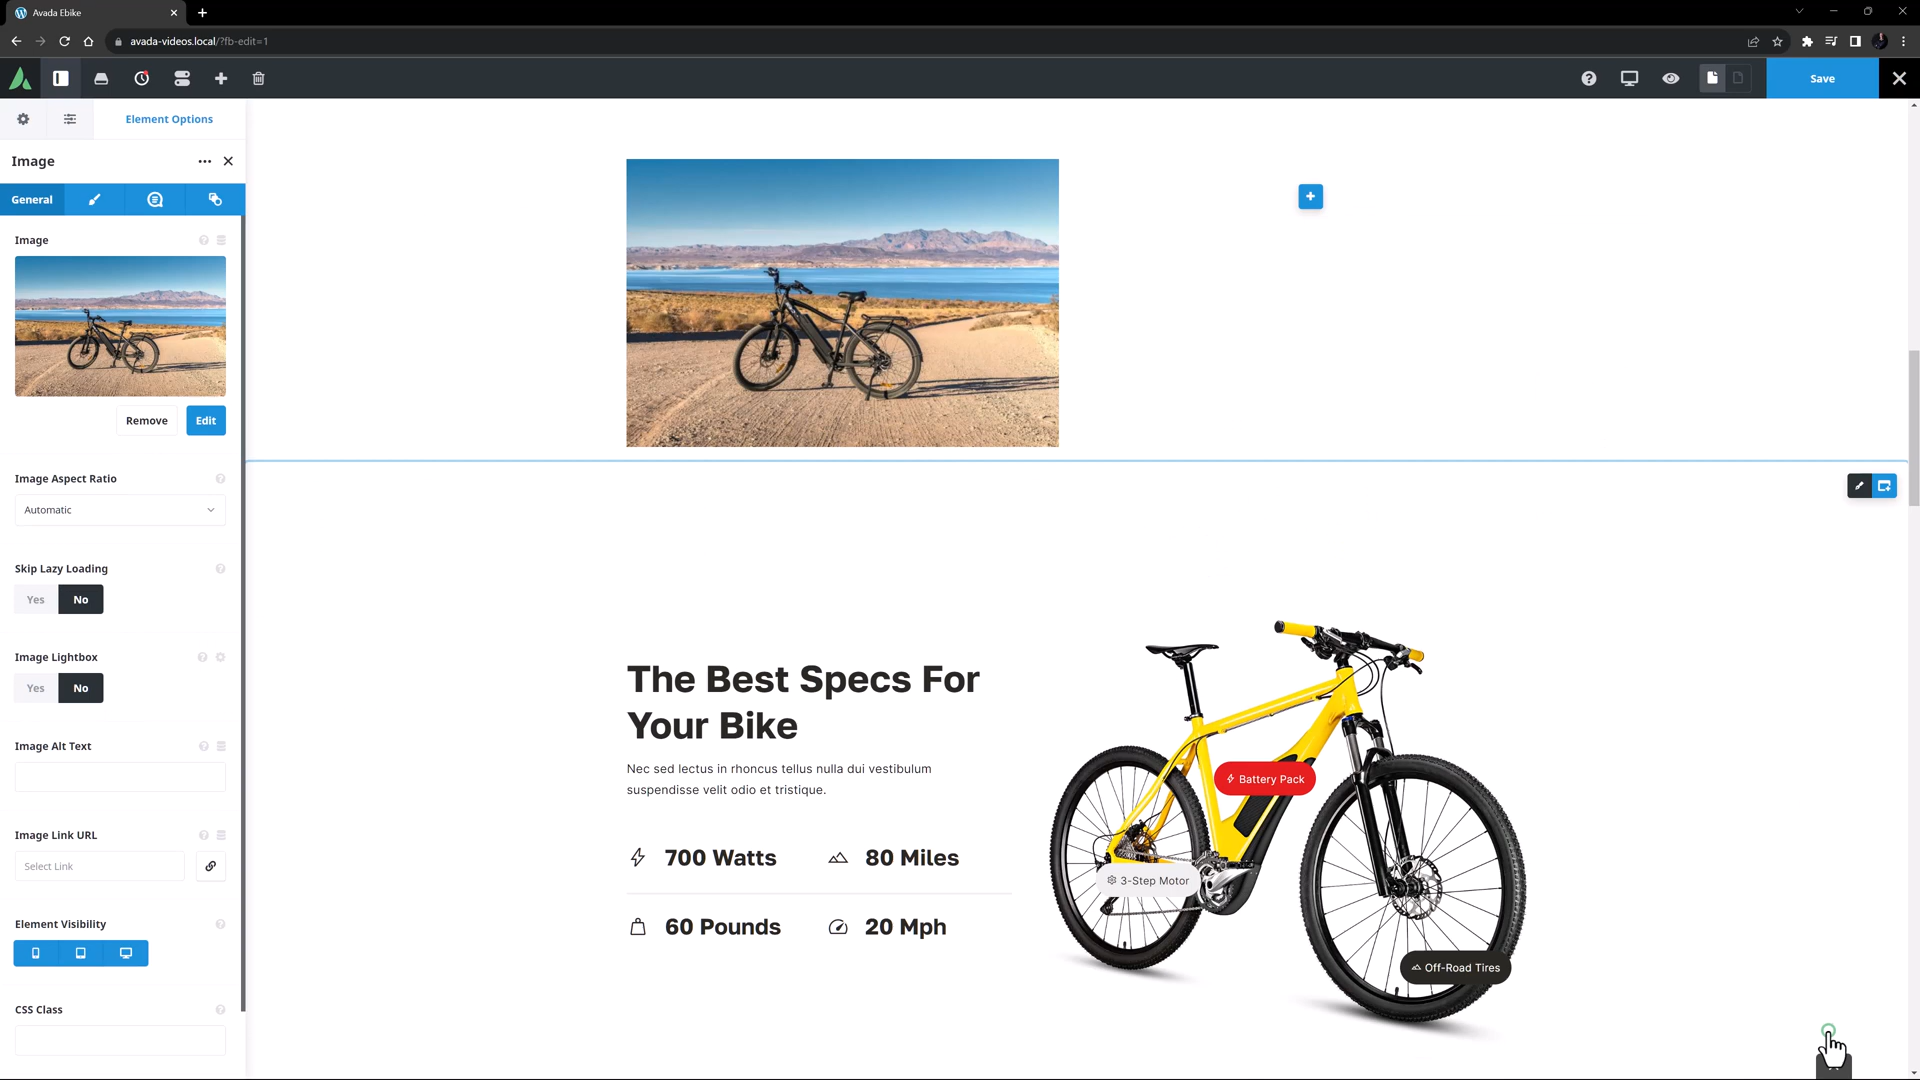 Avada Ebike
avada-videos.local/?fb-edit=1
Save
Element Options
Image
General
Image
Remove
Edit
Image Aspect Ratio
Automatic
Skip Lazy Loading
Yes
No
Image Lightbox
Yes
No
Image Alt Text
Image Link URL
Select Link
Element Visibility
CSS Class
The Best Specs For
Your Bike
Nec sed lectus in rhoncus tellus nulla dui vestibulum
suspendisse velit odio et tristique.
700 Watts
80 Miles
60 Pounds
20 Mph
Battery Pack
3-Step Motor
Off-Road Tires